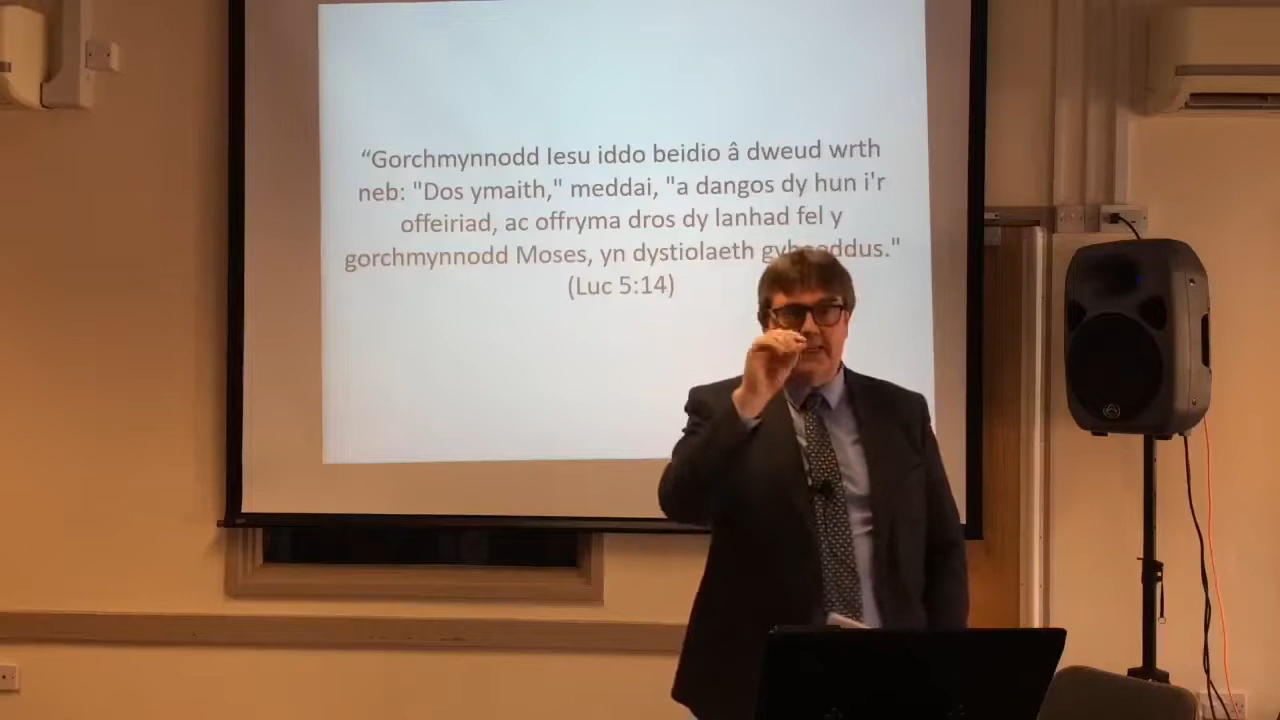 “Gorchmynnodd Iesu iddo beidio â dweud wrth
neb: "Dos ymaith," meddai, "a dangos dy hun i'r
offeiriad, ac offryma dros dy lanhad fel y
gorchmynnodd Moses, yn dystiolaeth
(Luc 5:14)